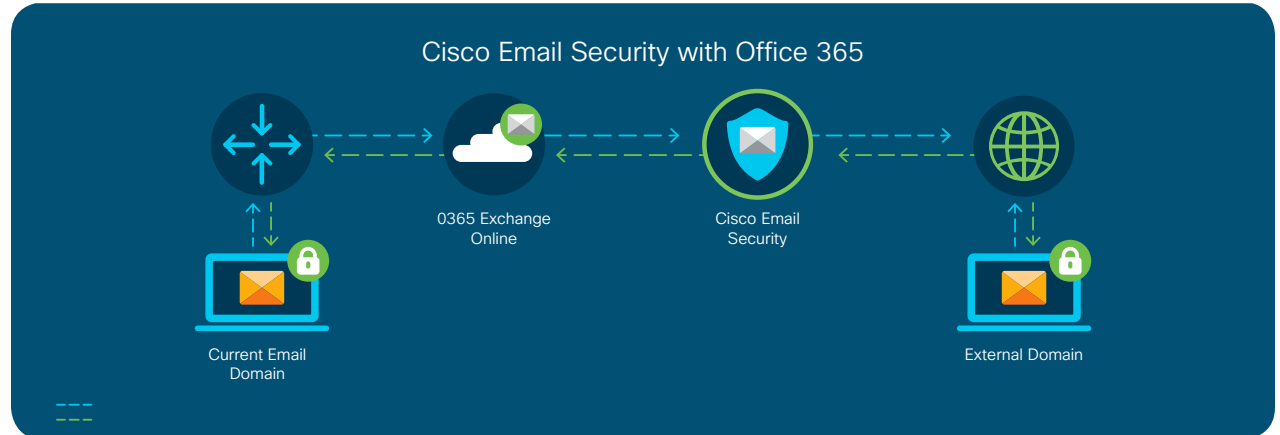 Cisco Email Security with Office 365
0365 Exchange
Online
Cisco Email
Security
Current Email
Domain
External Domain